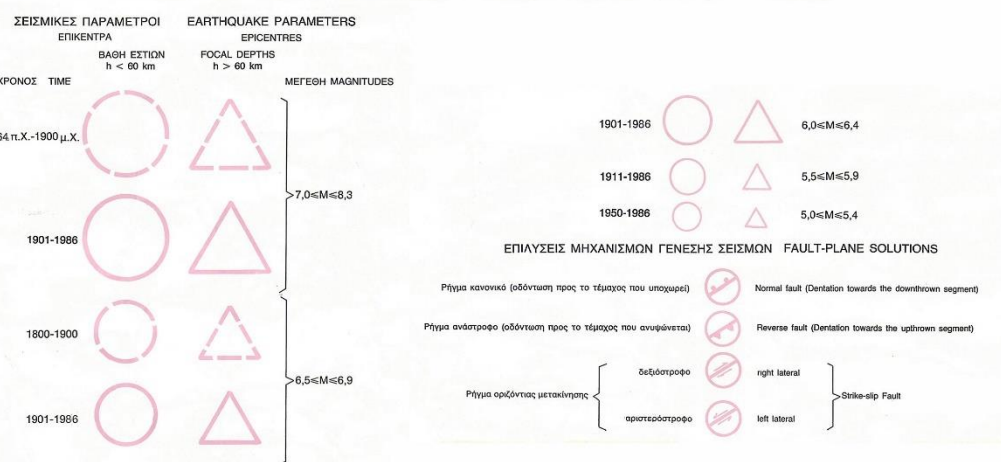 ΣΕΙΣΜΙΚΕΣ ΠΑΡΑΜΕΤΡΟΙ EARTHQUAKE PARAMETERS
ΕΠΙΚΕΝΤΡΑ EPICENTRES
ΒΑΘΗ ΕΣΤΙΩΝ FOCAL DEPTHS
h < 60 km h > 60 km
ΧΡΟΝΟΣ TIME ΜΕΓΕΘΗ MAGNITUDES
64 π.Χ.-1900 μ.Χ.
7,0≤M≤8,3
1901-1986
1800-1900
6,5≤M≤6,9
1901-1986
1901-1986 6,0≤M≤6,4
1911-1986 5,5≤M≤5,9
1950-1986 5,0≤M≤5,4
ΕΠΙΛΥΣΕΙΣ ΜΗΧΑΝΙΣΜΩΝ ΓΕΝΕΣΗΣ ΣΕΙΣΜΩΝ FAULT-PLANE SOLUTIONS
Ρήγμα κανονικό (οδόντωση προς το τέμαχος που υποχωρεί) Normal fault (Dentation towards the downthrown segment)
Ρήγμα ανάστροφο (οδόντωση προς το τέμαχος που ανυψώνεται) Reverse fault (Dentation towards the upthrown segment)
δεξιόστροφο right lateral
Ρήγμα οριζόντιας μετακίνησης Strike-slip Fault
αριστερόστροφο left lateral